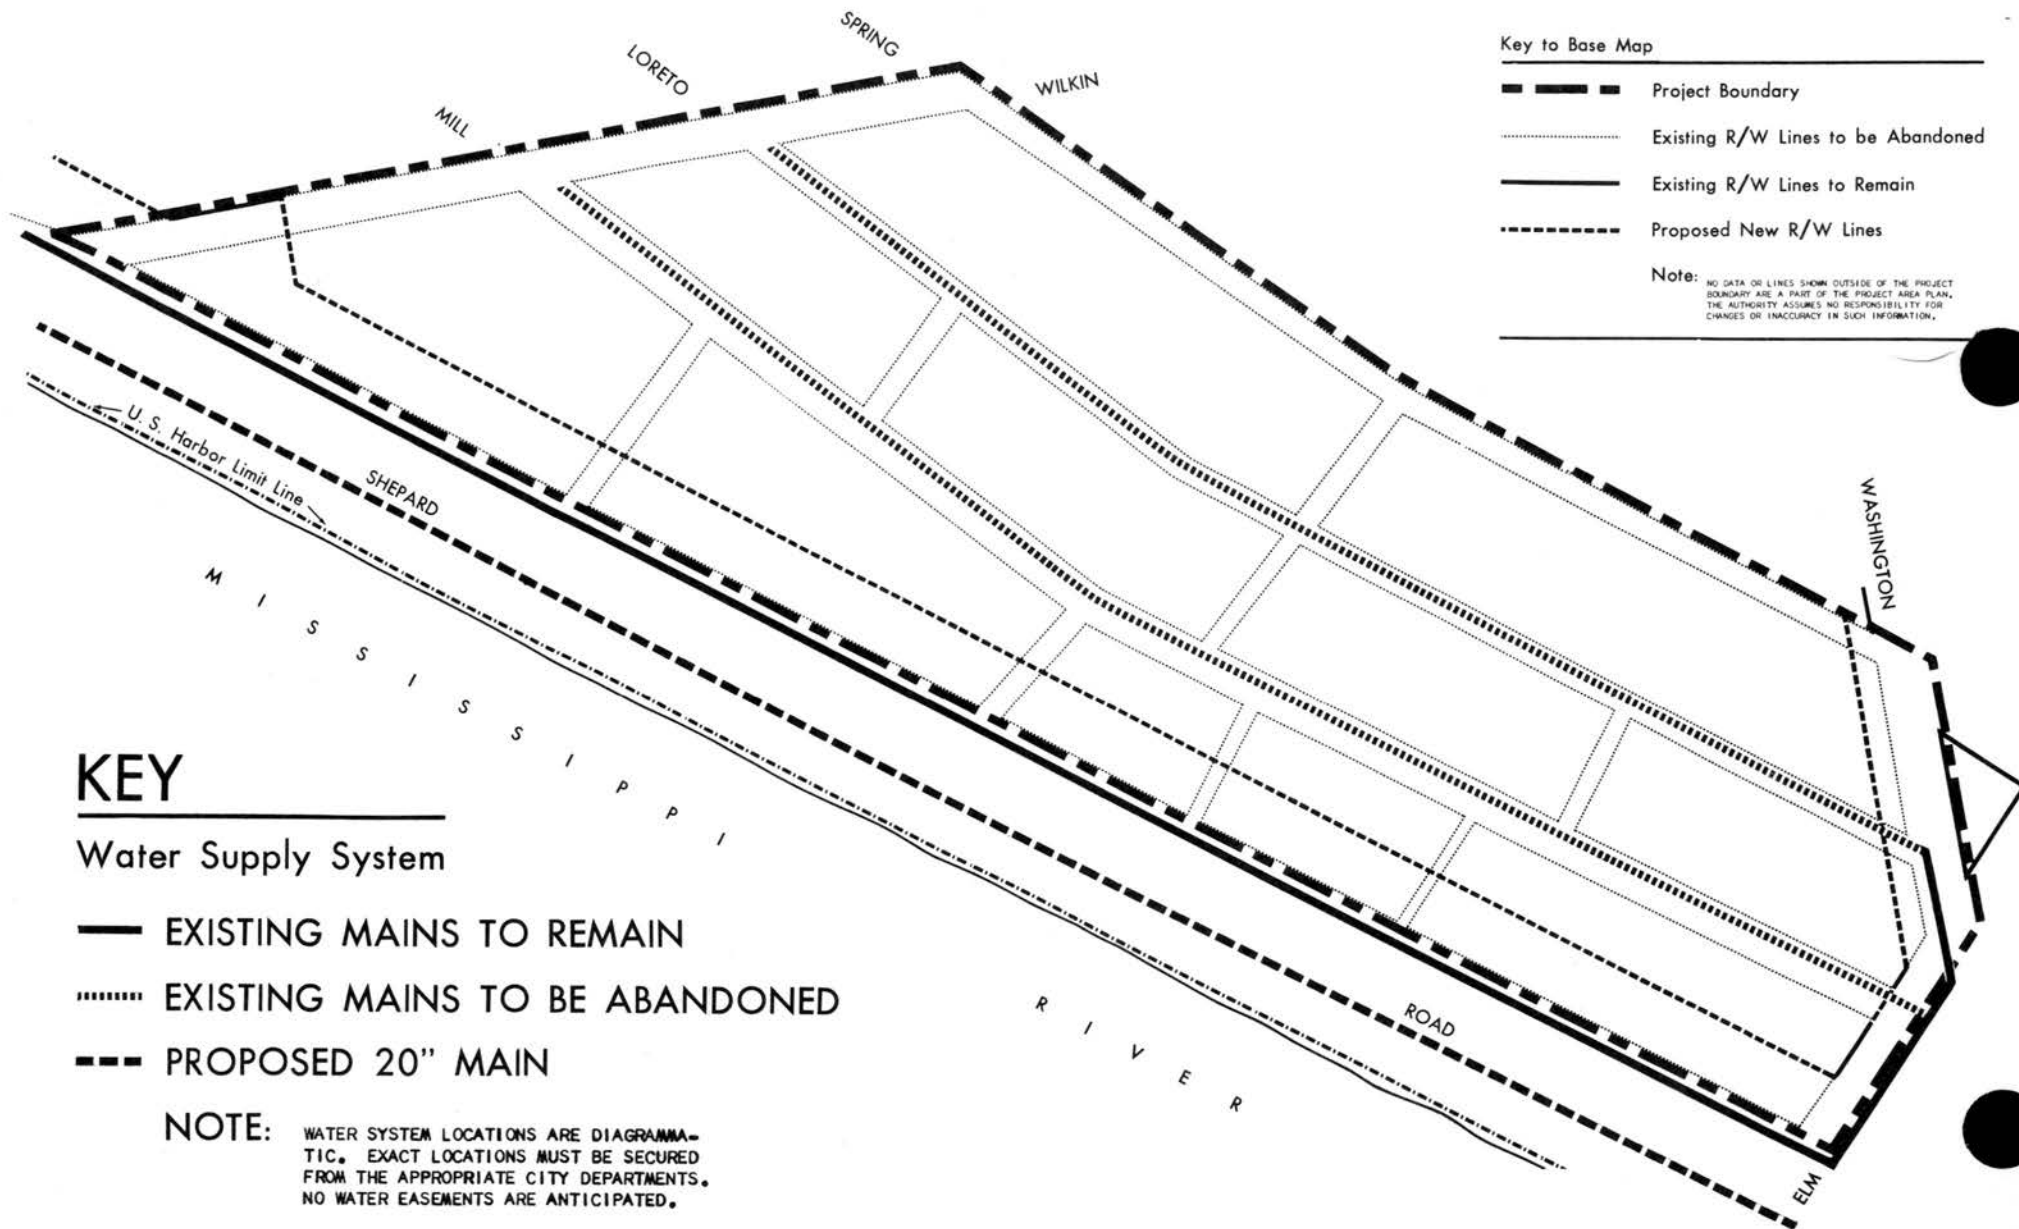 SPRING
LORETO
WILKIN
MILL
Key to Base Map
Project Boundary
Existing R/W Lines to be Abandoned
Existing R/W Lines to Remain
Proposed New R/W Lines
Note: NO DATA OR LINES SHOWN OUTSIDE OF THE PROJECT
BOUNDARY ARE A PART OF THE PROJECT AREA PLAN.
THE AUTHORITY ASSUMES NO RESPONSIBILITY FOR
CHANGES OR INACCURACY IN SUCH INFORMATION.
U. S. Harbor Limit Line
SHEPARD
WASHINGTON
MISSISSIPPI
RIVER
ROAD
ELM
KEY
Water Supply System
EXISTING MAINS TO REMAIN
EXISTING MAINS TO BE ABANDONED
PROPOSED 20" MAIN
NOTE: WATER SYSTEM LOCATIONS ARE DIAGRAMMA-
TIC. EXACT LOCATIONS MUST BE SECURED
FROM THE APPROPRIATE CITY DEPARTMENTS.
NO WATER EASEMENTS ARE ANTICIPATED.